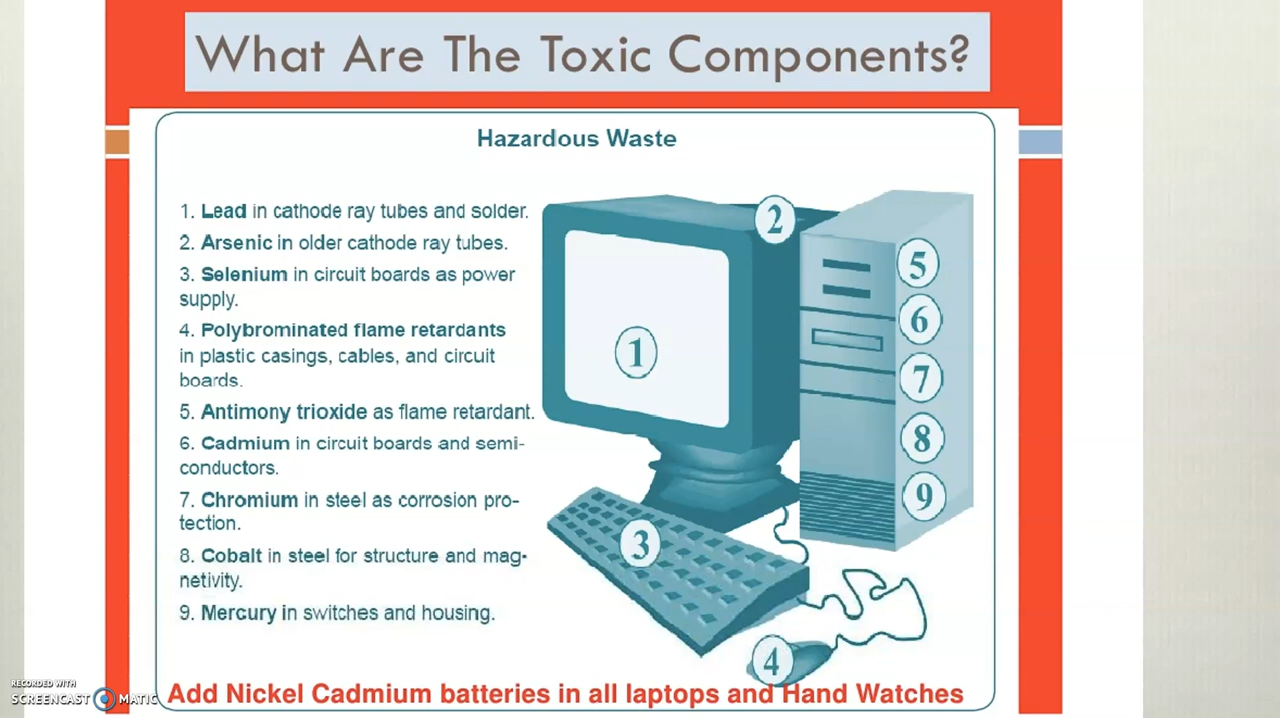 What Are The Toxic Components?
Hazardous Waste
1. Lead in cathode ray tubes and solder.
2. Arsenic in older cathode ray tubes.
3. Selenium in circuit boards as power
supply.
4. Polybrominated flame retardants
in plastic casings, cables, and circuit
boards.
5. Antimony trioxide as flame retardant.
6. Cadmium in circuit boards and semi-
conductors.
7. Chromium in steel as corrosion pro-
tection.
8. Cobalt in steel for structure and mag-
netivity.
9. Mercury in switches and housing.
1
2
3
4
5
6
7
8
9
Add Nickel Cadmium batteries in all laptops and Hand Watches
RECORDED WITH
SCREENCAST MATIC